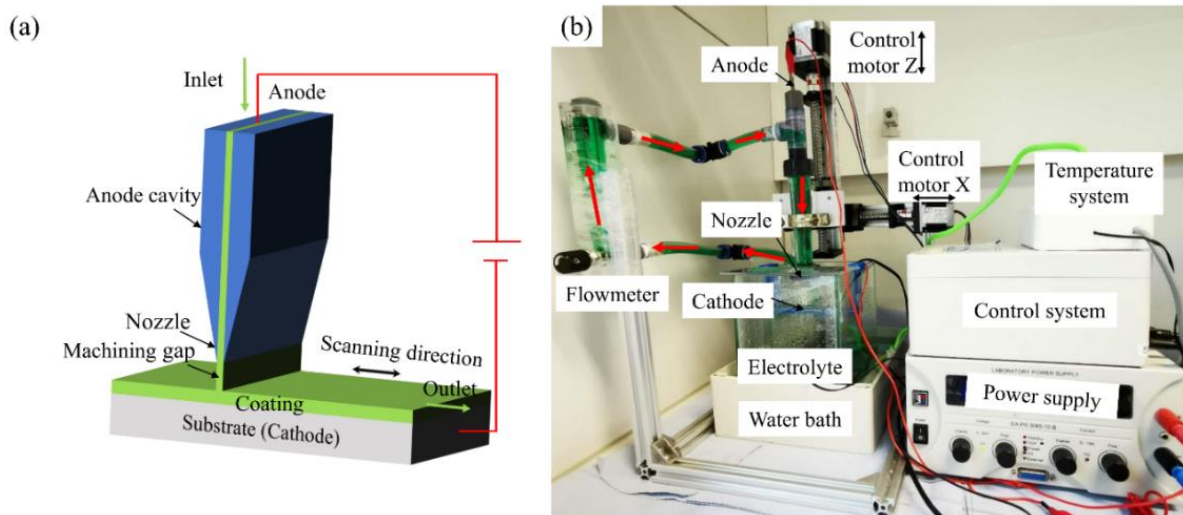 (a)
Inlet
Anode
Anode cavity
Nozzle
Machining gap
Scanning direction
Outlet
Coating
Substrate (Cathode)
(b)
Control
motor Z
Anode
Control
motor X
Temperature
system
Nozzle
Flowmeter
Cathode
Control system
Electrolyte
LABORATORY POWER SUPPLY
Power supply
Water bath